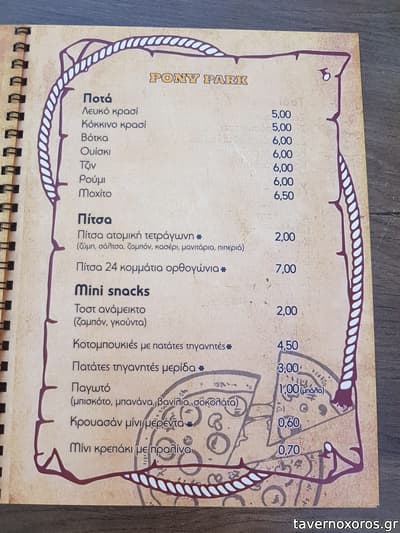 PONY PARK
Ποτά
Λευκό κρασί 5,00
Κόκκινο κρασί 5,00
Βότκα 6,00
Ουίσκι 6,00
Τζιν 6,00
Ρούμι 6,00
Μοχίτο 6,50
Πίτσα
Πίτσα ατομική τετράγωνη* 2,00
(ζύμη, σάλτσα, ζαμπόν, κασέρι, μανιτάρια, πιπεριά)
Πίτσα 24 κομμάτια ορθογώνια* 7,00
Mini snacks
Τοστ ανάμεικτο 2,00
(ζαμπόν, γκούντα)
Κοτομπουκιές με πατάτες τηγανητές* 4,50
Πατάτες τηγανητές μερίδα* 3,00
Παγωτό 1,00 (μπάλα)
(μπισκότο, μπανάνα, βανίλια, σοκολάτα)
Κρουασάν μίνι μερέντα* 0,60
Μίνι κρεπάκι με πραλίνα 0,70
tavernoxoros.gr